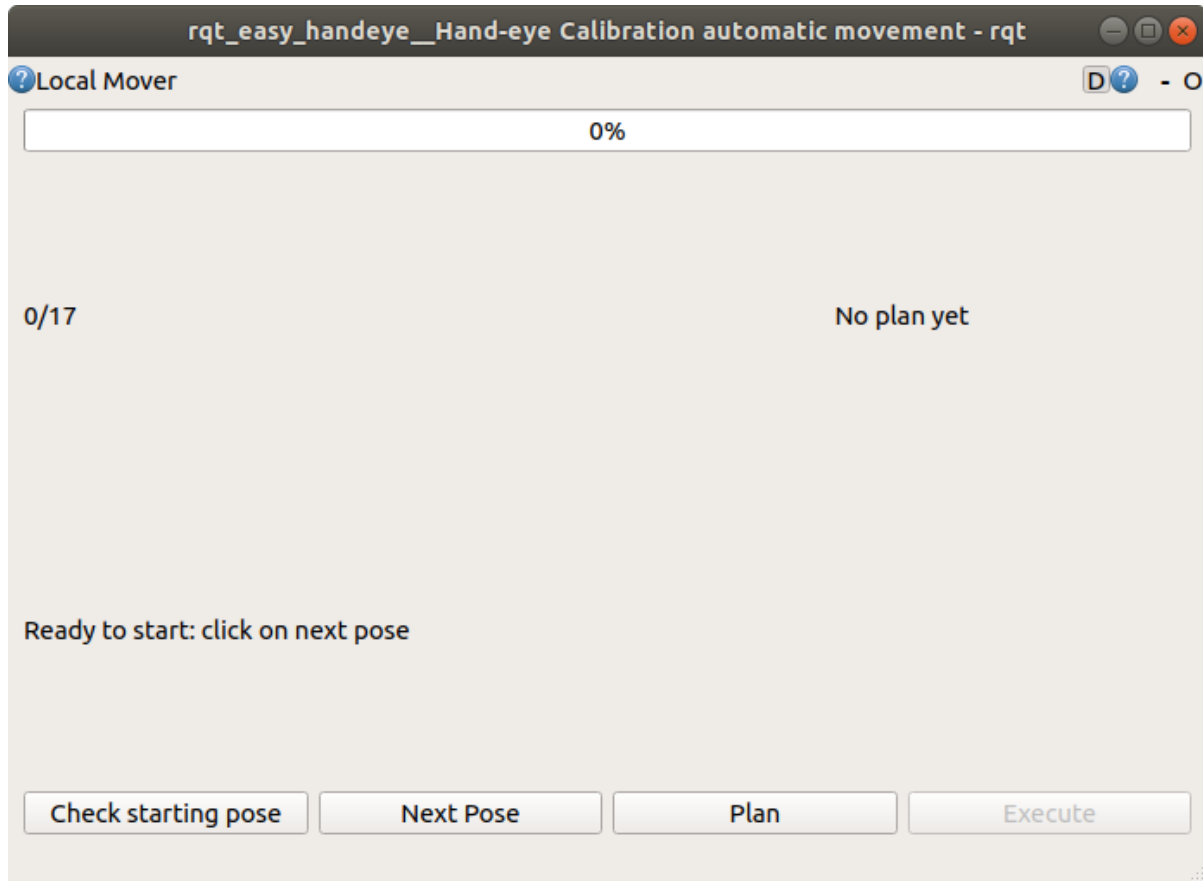 rqt_easy_handeye__Hand-eye Calibration automatic movement - rqt
?Local Mover D? - O
0%
0/17 No plan yet
Ready to start: click on next pose
Check starting pose Next Pose Plan Execute